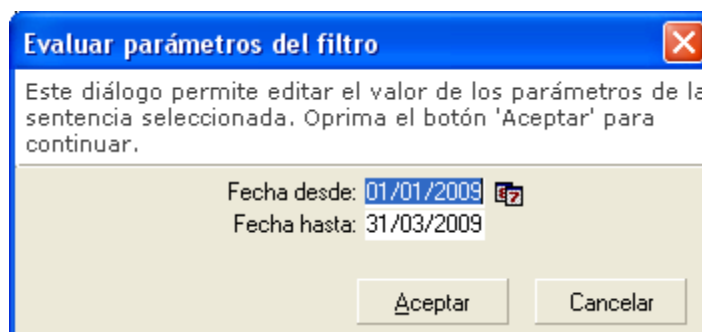 Evaluar parámetros del filtro
Este diálogo permite editar el valor de los parámetros de la
sentencia seleccionada. Oprima el botón 'Aceptar' para
continuar.
Fecha desde: 01/01/2009
Fecha hasta: 31/03/2009
Aceptar Cancelar